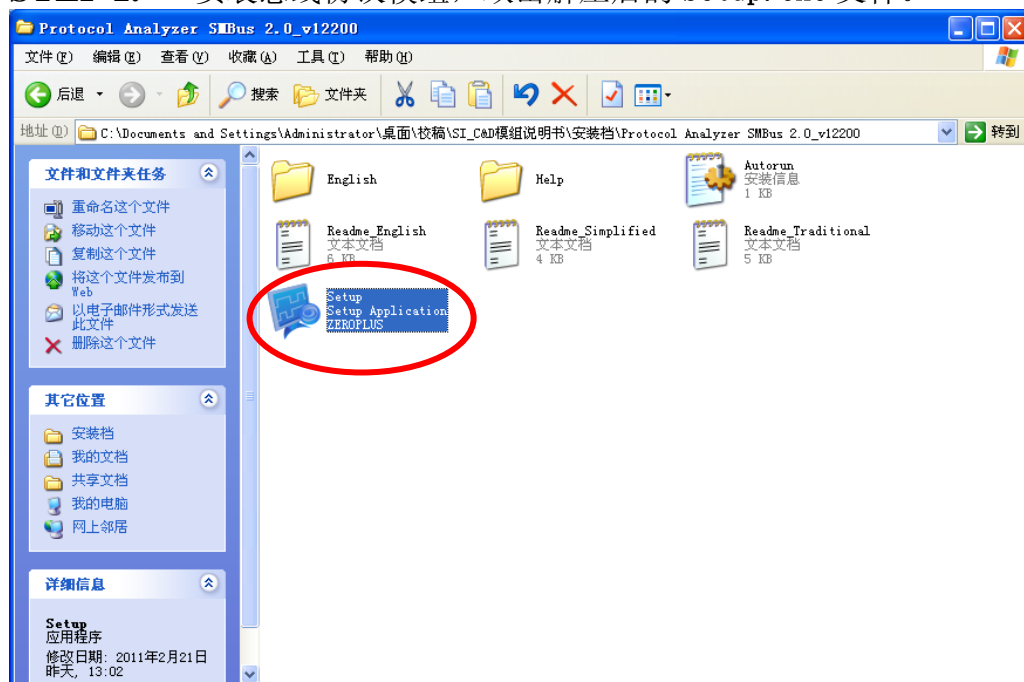 Protocol Analyzer SMBus 2.0_v12200
文件(F) 编辑(E) 查看(V) 收藏(A) 工具(T) 帮助(H)
后退 搜索 文件夹
地址(D) C:\Documents and Settings\Administrator\桌面\校稿\SI_C&D模组说明书\安装档\Protocol Analyzer SMBus 2.0_v12200 转到
文件和文件夹任务
重命名这个文件
移动这个文件
复制这个文件
将这个文件发布到
Web
以电子邮件形式发送
此文件
删除这个文件
其它位置
安装档
我的文档
共享文档
我的电脑
网上邻居
详细信息
Setup
应用程序
修改日期: 2011年2月21日
昨天, 13:02
English
Help
Autorun
安装信息
1 KB
Readme_English
文本文档
6 KB
Readme_Simplified
文本文档
4 KB
Readme_Traditional
文本文档
5 KB
Setup
Setup Application
ZEROPLUS